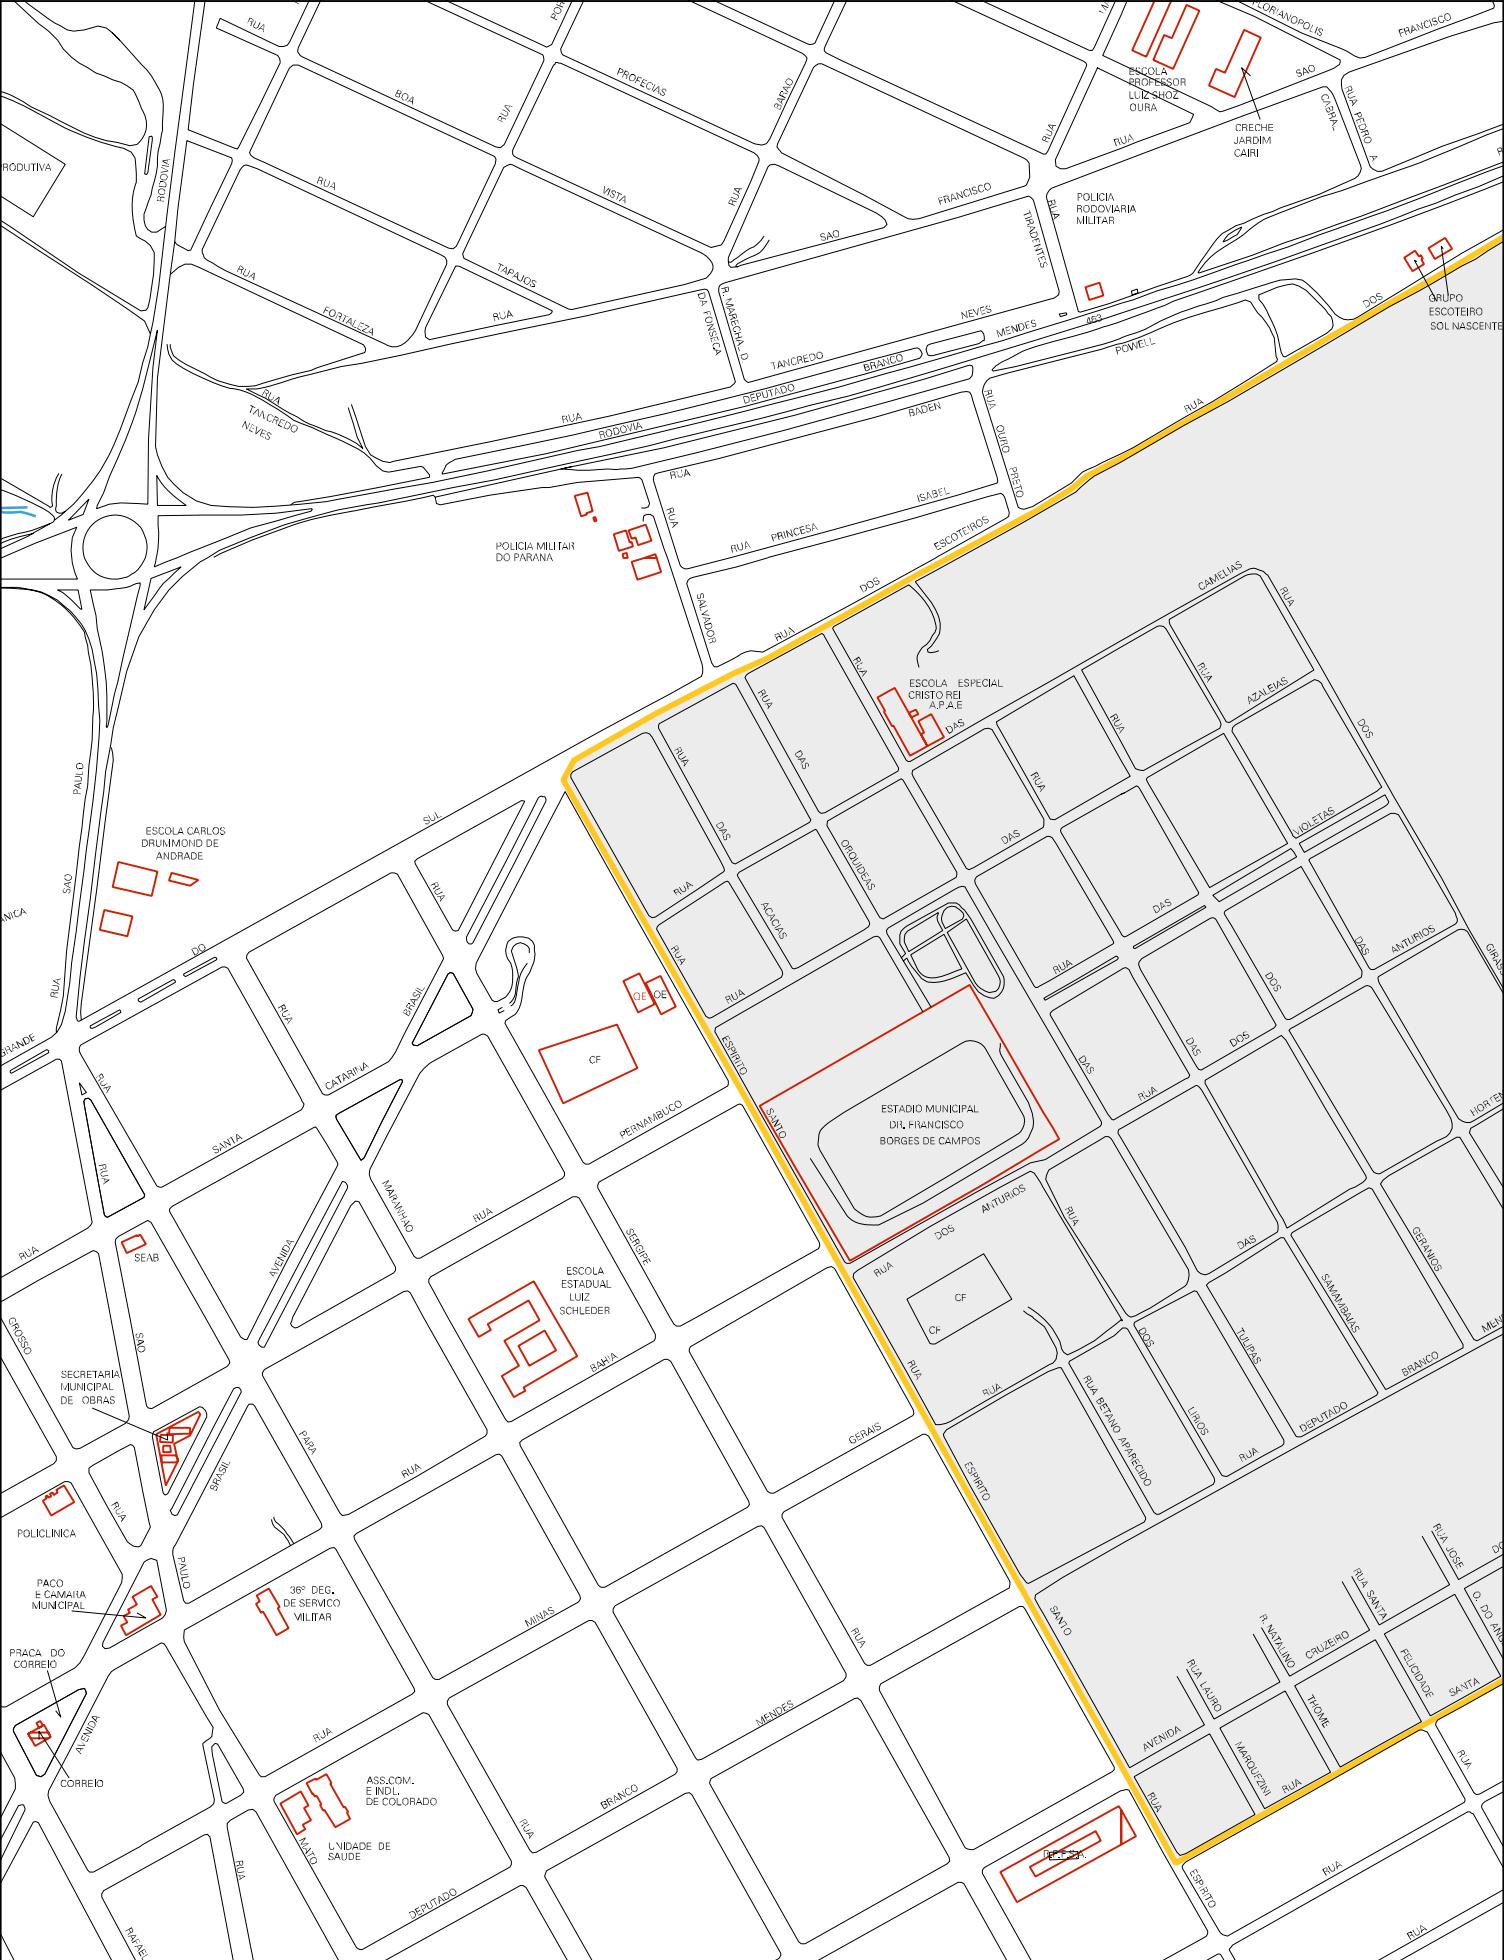 RUA
FLORIANOPOLIS
FRANCISCO
BOA
PROFECIAS
BARAO
RUA
RUA
ESCOLA
PROFESSOR
LUIZ SHOZ
OURA
SAO
CABRAL
RUA PEDRO A
RODUTIVA
RODOVIA
CRECHE
JARDIM
CAIRI
RUA
RUA
VISTA
RUA
FRANCISCO
RUA
POLICIA
RODOVIARIA
MILITAR
TIRADENTES
SAO
RUA
TAPAJOS
FORTALEZA
RUA
DA FONSECA
R. MARECHAL D.
NEVES
MENDES
463
DOS
GRUPO
ESCOTEIRO
SOL NASCENTE
POWELL
TANCREDO
BRANCO
DEPUTADO
RUA
TANCREDO
NEVES
RUA
RODOVIA
BADEN
RUA
OURO
PRETO
RUA
RUA
ISABEL
RUA
RUA
PRINCESA
ESCOTEIROS
POLICIA MILITAR
DO PARANA
DOS
SALVADOR
RUA
CAMELIAS
RUA
RUA
ESCOLA ESPECIAL
CRISTO REI
A.P.A.E
DAS
RUA
RUA
AZALEIAS
RUA
DOS
RUA
DAS
RUA
PAULO
SUL
ESCOLA CARLOS
DRUMMOND DE
ANDRADE
DAS
ORQUIDEAS
DAS
VIOLETAS
SAO
RUA
RUA
ACACIAS
DAS
ANICA
DO
RUA
RUA
DAS
ANTURIOS
RUA
RUA
BRASIL
RUA
DOS
OE
OE
ESPIRITO
GRANDE
CF
DAS
DAS
DOS
RUA
CATARINA
RUA
HORTEN
SANTA
PERNAMBUCO
SANTO
ESTADIO MUNICIPAL
DR. FRANCISCO
BORGES DE CAMPOS
RUA
MARANHAO
RUA
ANTURIOS
RUA
DOS
DAS
GERANIOS
RUA
SEAB
AVENIDA
SERGIPE
RUA
ESCOLA
ESTADUAL
LUIZ
SCHLEDER
CF
CF
SAMAMBAIAS
GROSSO
SAO
DOS
TULIPAS
BRANCO
BAHIA
RUA
SECRETARIA
MUNICIPAL
DE OBRAS
RUA
RUA BETANO APARECIDO
LIRIOS
DEPUTADO
GERAIS
PARA
RUA
BRASIL
RUA
ESPIRITO
RUA
POLICLINICA
PAULO
RUA JOSE
PACO
E CAMARA
MUNICIPAL
36º DEG.
DE SERVICO
MILITAR
MINAS
SANTO
RUA SANTA
R. NATALINO
CRUZEIRO
RUA
FELICIDADE
PRACA DO
CORREIO
RUA LAURO
SANTA
AVENIDA
MENDES
RUA
AVENIDA
THOME
MARQUEZINI
RUA
RUA
CORREIO
ASS.COM.
E INDL.
DE COLORADO
BRANCO
RUA
RUA
MATO
UNIDADE DE
SAUDE
RUA
RUA
DEPUTADO
ESPIRITO
RAFAEL
RUA